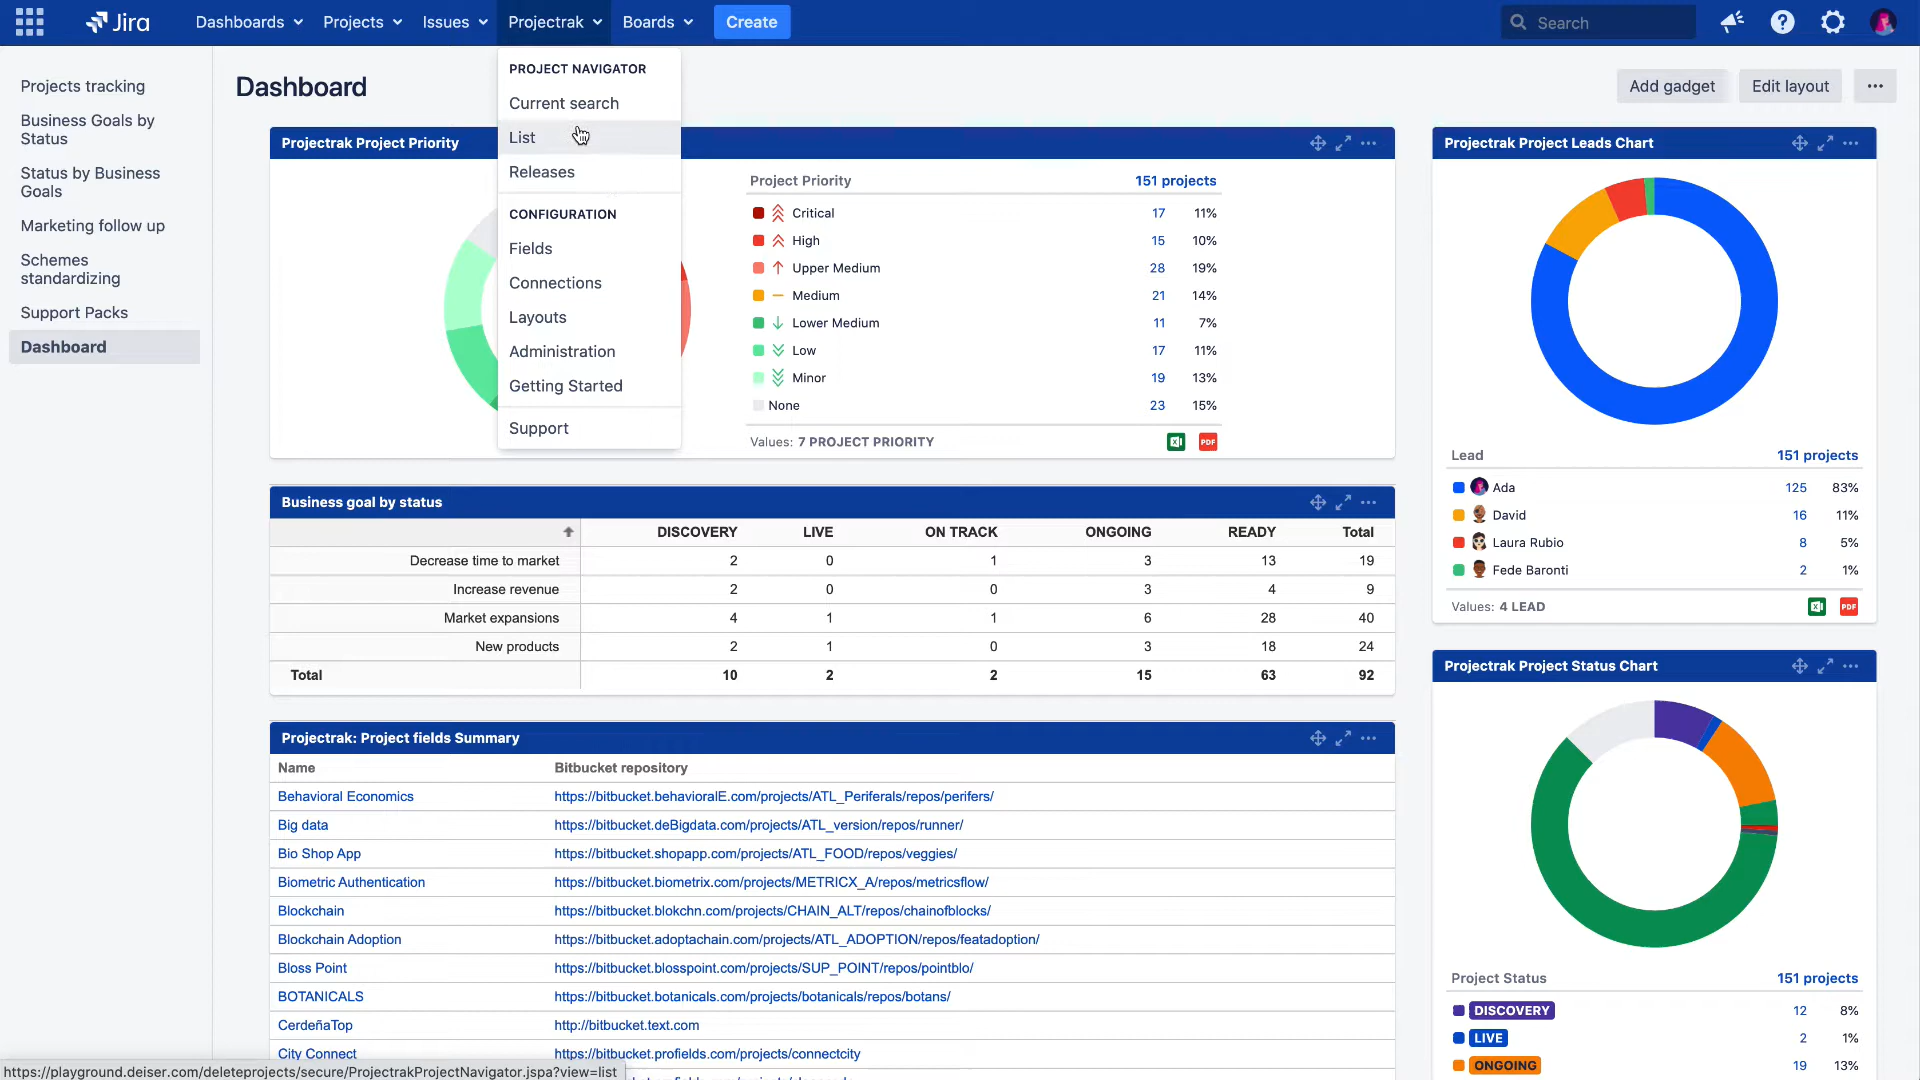 Jira
Dashboards
Projects
Issues
Projectrak
Boards
Create
Search
Projects tracking
Business Goals by
Status
Status by Business
Goals
Marketing follow up
Schemes
standardizing
Support Packs
Dashboard
Dashboard
Add gadget
Edit layout
PROJECT NAVIGATOR
Current search
List
Releases
CONFIGURATION
Fields
Connections
Layouts
Administration
Getting Started
Support
Projectrak Project Priority
Project Priority 151 projects
Critical 17 11%
High 15 10%
Upper Medium 28 19%
Medium 21 14%
Lower Medium 11 7%
Low 17 11%
Minor 19 13%
None 23 15%
Values: 7 PROJECT PRIORITY
PDF
Business goal by status
DISCOVERY LIVE ON TRACK ONGOING READY Total
Decrease time to market 2 0 1 3 13 19
Increase revenue 2 0 0 3 4 9
Market expansions 4 1 1 6 28 40
New products 2 1 0 3 18 24
Total 10 2 2 15 63 92
Projectrak: Project fields Summary
Name Bitbucket repository
Behavioral Economics https://bitbucket.behavioralE.com/projects/ATL_Periferals/repos/perifers/
Big data https://bitbucket.deBigdata.com/projects/ATL_version/repos/runner/
Bio Shop App https://bitbucket.shopapp.com/projects/ATL_FOOD/repos/veggies/
Biometric Authentication https://bitbucket.biometrix.com/projects/METRICX_A/repos/metricsflow/
Blockchain https://bitbucket.blokchn.com/projects/CHAIN_ALT/repos/chainofblocks/
Blockchain Adoption https://bitbucket.adoptachain.com/projects/ATL_ADOPTION/repos/featadoption/
Bloss Point https://bitbucket.blosspoint.com/projects/SUP_POINT/repos/pointblo/
BOTANICALS https://bitbucket.botanicals.com/projects/botanicals/repos/botans/
CerdeñaTop http://bitbucket.text.com
City Connect https://bitbucket.profields.com/projects/connectcity
https://playground.deiser.com/deleteprojects/secure/ProjectrakProjectNavigator.jspa?view=list
Projectrak Project Leads Chart
Lead 151 projects
Ada 125 83%
David 16 11%
Laura Rubio 8 5%
Fede Baronti 2 1%
Values: 4 LEAD
PDF
Projectrak Project Status Chart
Project Status 151 projects
DISCOVERY 12 8%
LIVE 2 1%
ONGOING 19 13%